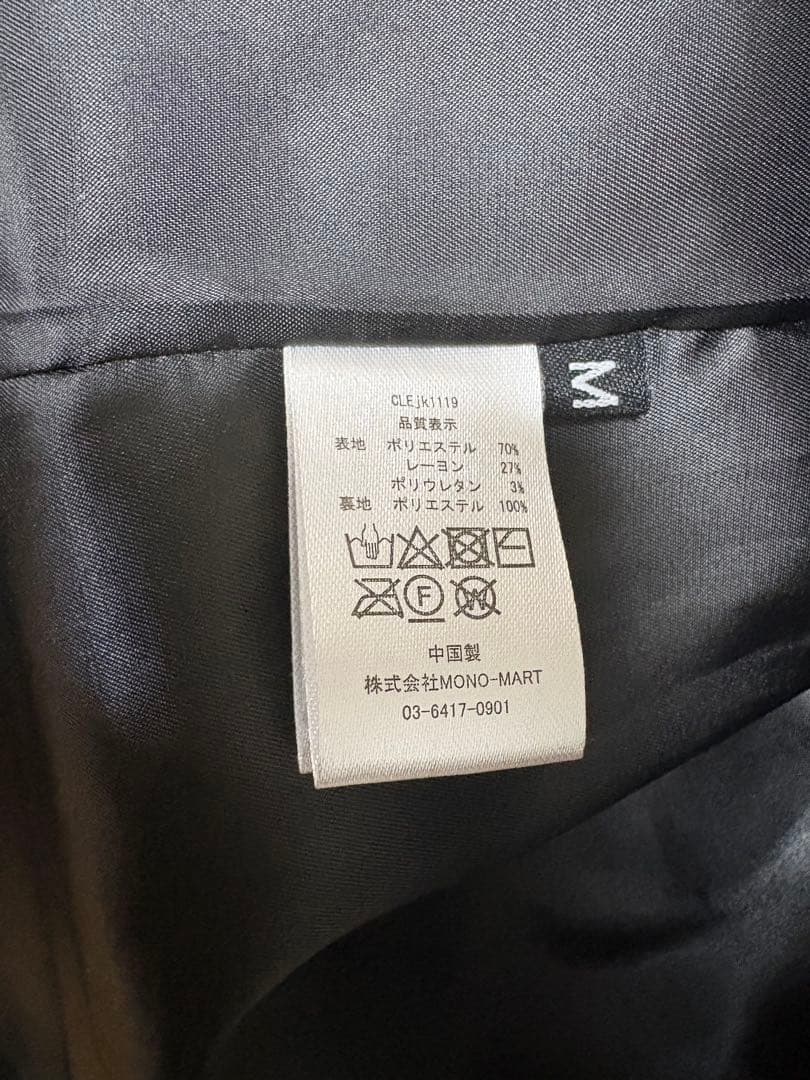 M
CLEjk1119
品質表示
表地 ポリエステル 70%
レーヨン 27%
ポリウレタン 3%
裏地 ポリエステル 100%
F
W
中国製
株式会社MONO-MART
03-6417-0901